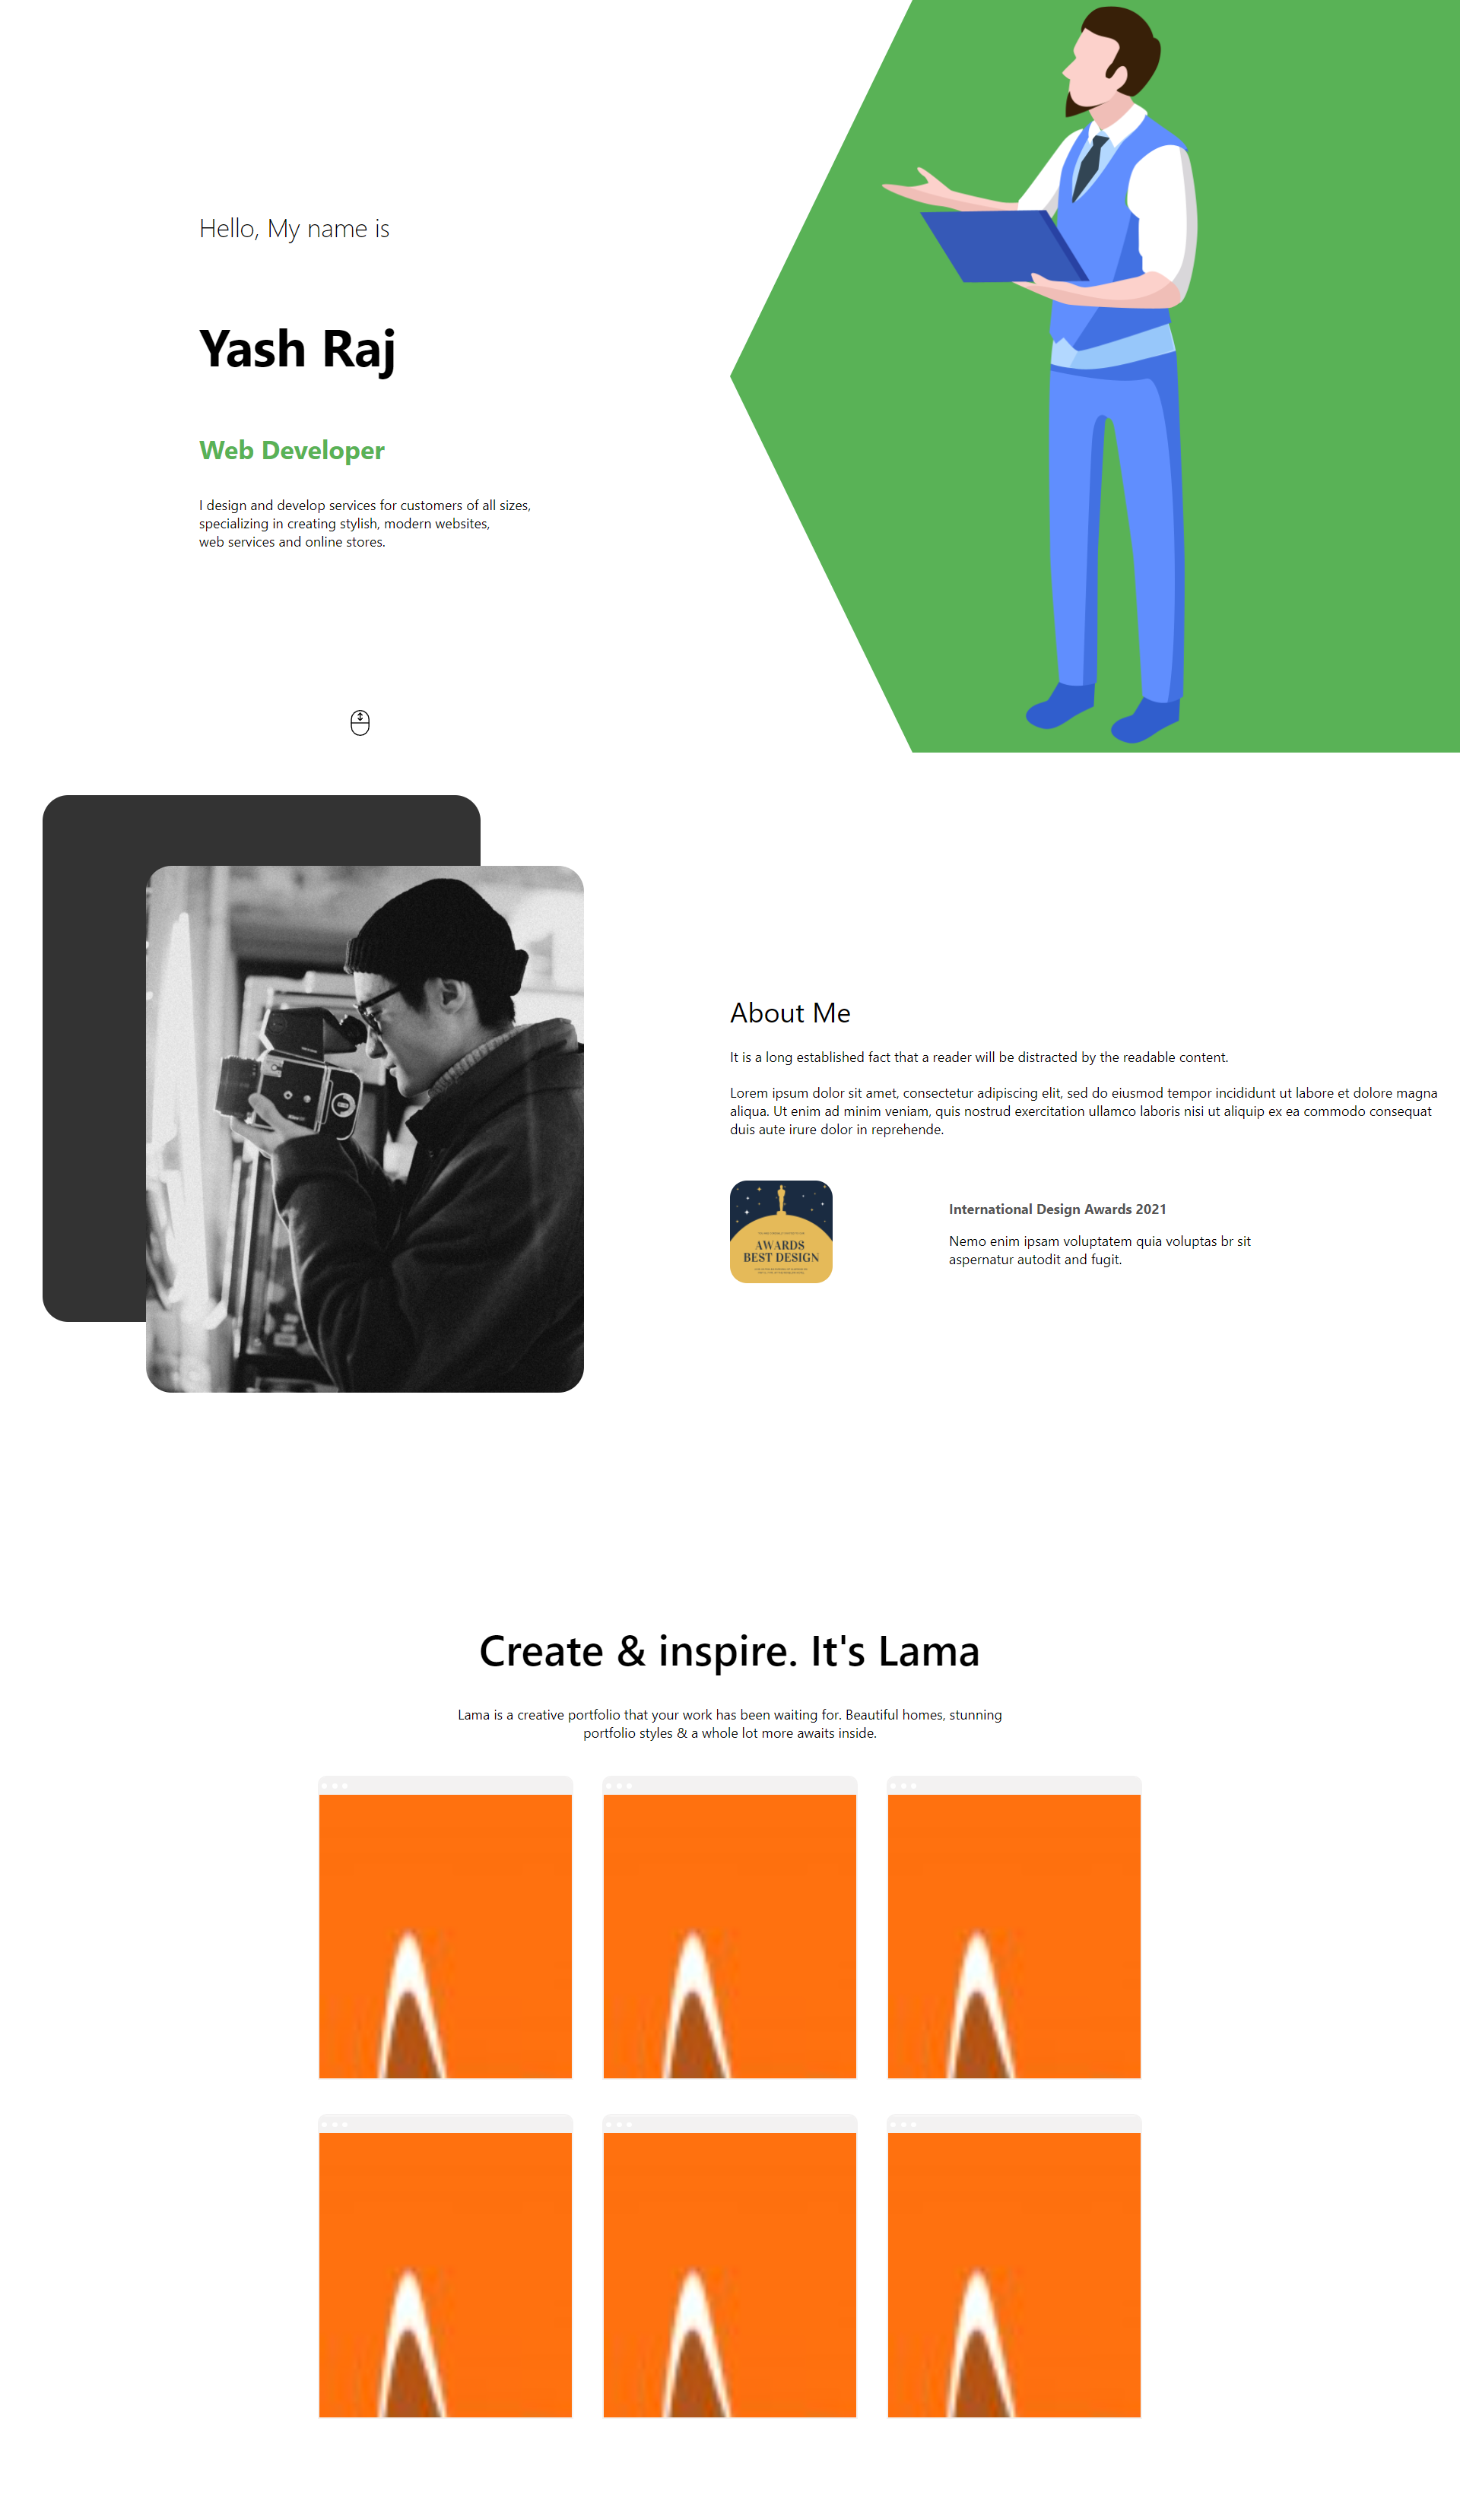 Hello, My name is
Yash Raj
Web Developer
I design and develop services for customers of all sizes,
specializing in creating stylish, modern websites,
web services and online stores.
About Me
It is a long established fact that a reader will be distracted by the readable content.
Lorem ipsum dolor sit amet, consectetur adipiscing elit, sed do eiusmod tempor incididunt ut labore et dolore magna
aliqua. Ut enim ad minim veniam, quis nostrud exercitation ullamco laboris nisi ut aliquip ex ea commodo consequat
duis aute irure dolor in reprehende.
AWARDS
BEST DESIGN
International Design Awards 2021
Nemo enim ipsam voluptatem quia voluptas br sit
aspernatur autodit and fugit.
Create & inspire. It's Lama
Lama is a creative portfolio that your work has been waiting for. Beautiful homes, stunning
portfolio styles & a whole lot more awaits inside.